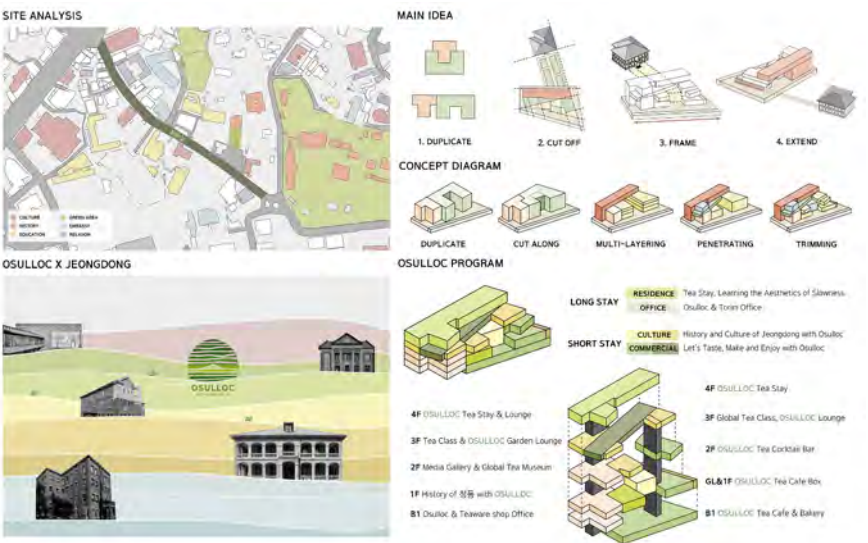 SITE ANALYSIS
CULTURE
HISTORY
EDUCATION
GREEN AREA
EMBASSY
RELIGION
MAIN IDEA
1. DUPLICATE
2. CUT OFF
3. FRAME
4. EXTEND
CONCEPT DIAGRAM
DUPLICATE
CUT ALONG
MULTI-LAYERING
PENETRATING
TRIMMING
OSULLOC X JEONGDONG
OSULLOC
OSULLOC PROGRAM
LONG STAY
RESIDENCE Tea Stay, Learning the Aesthetics of Slowness
OFFICE Osulloc & Torim Office
SHORT STAY
CULTURE History and Culture of Jeongdong with Osulloc
COMMERCIAL Let's Taste, Make and Enjoy with Osulloc
4F OSULLOC Tea Stay & Lounge
3F Tea Class & OSULLOC Garden Lounge
2F Media Gallery & Global Tea Museum
1F History of 정동 with OSULLOC
B1 Osulloc & Teaware shop Office
4F OSULLOC Tea Stay
3F Global Tea Class, OSULLOC Lounge
2F OSULLOC Tea Cocktail Bar
GL&1F OSULLOC Tea Cafe Box
B1 OSULLOC Tea Cafe & Bakery